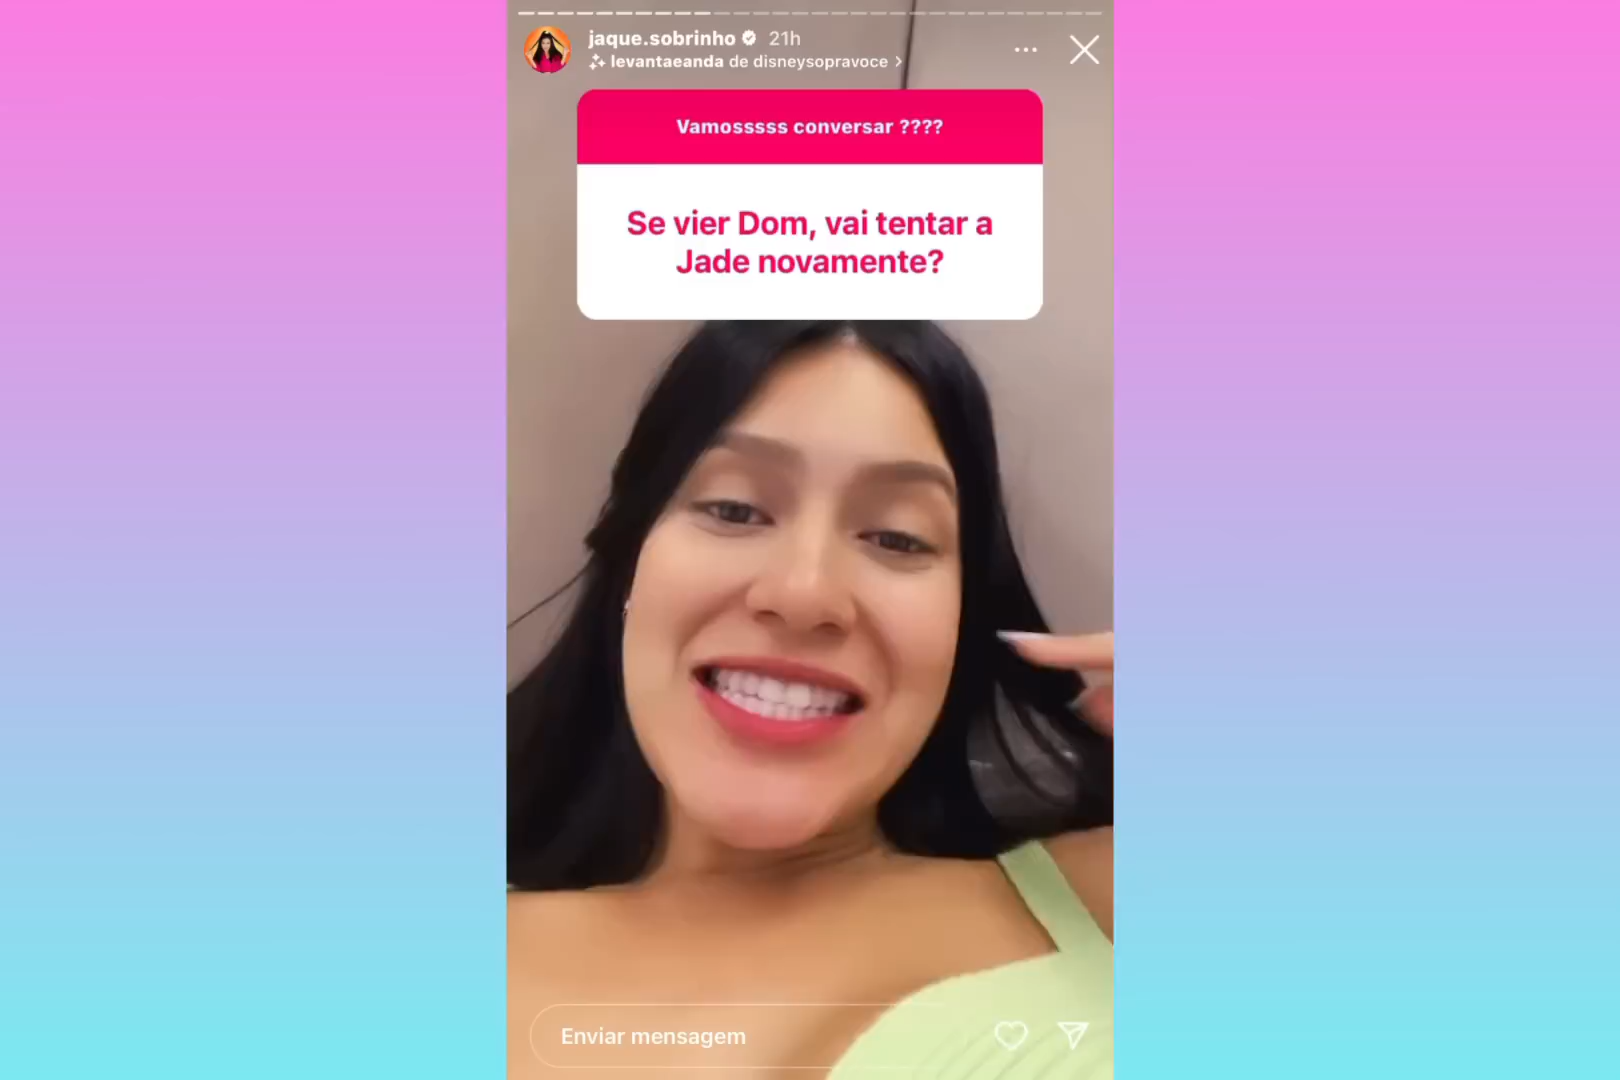 jaque.sobrinho 21h
levantaeanda de disneysopravoce
Vamosssss conversar ????
Se vier Dom, vai tentar a
Jade novamente?
Enviar mensagem